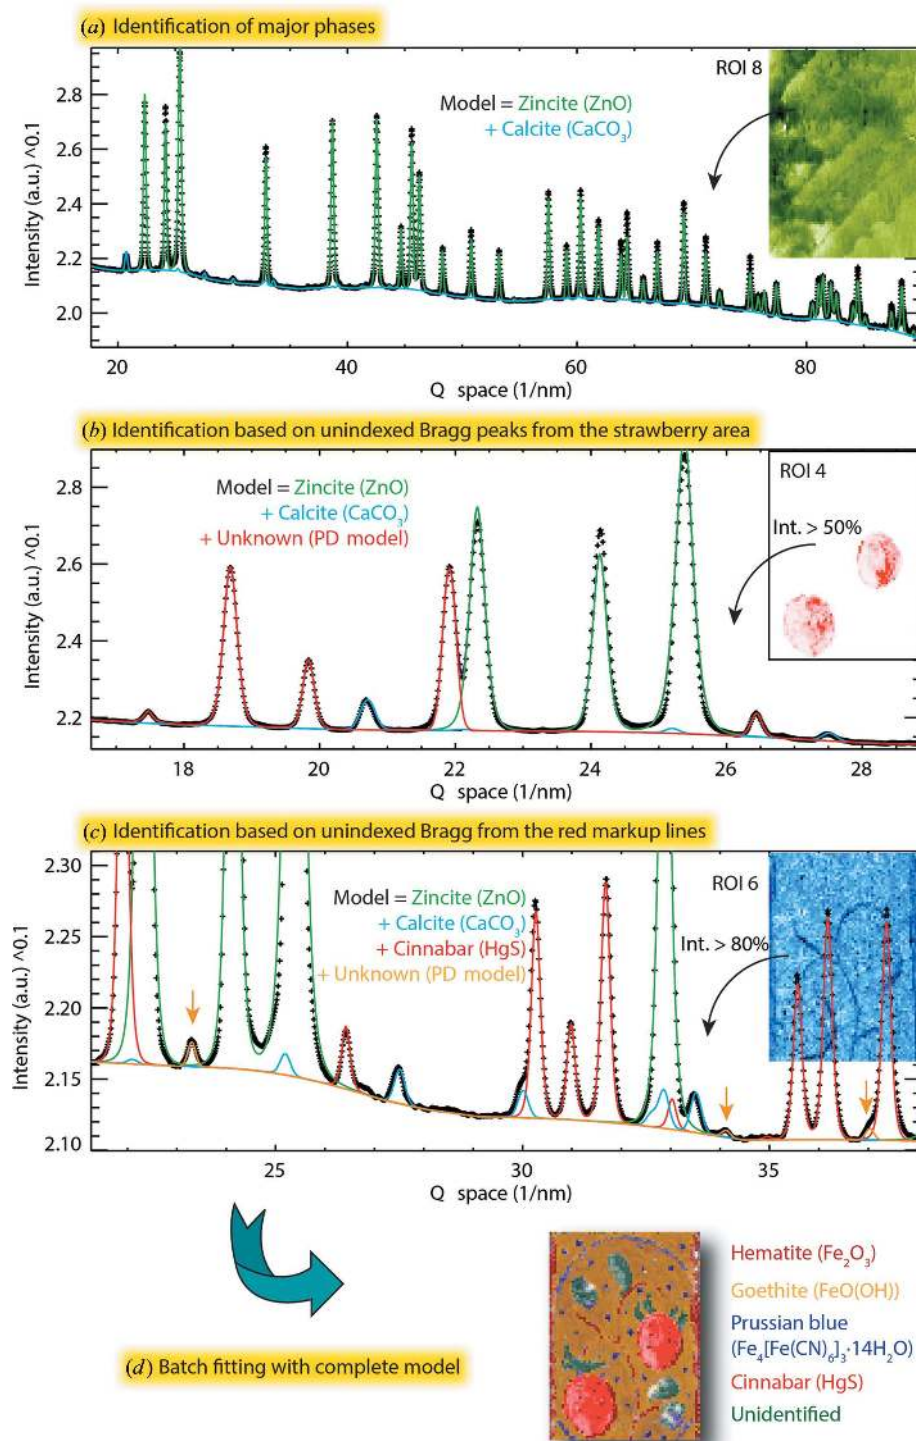 (a) Identification of major phases
ROI 8
Model = Zincite (ZnO)
+ Calcite (CaCO₃)
Intensity (a.u.) ^0.1
2.8
2.6
2.4
2.2
2.0
20 40 60 80
Q space (1/nm)
(b) Identification based on unindexed Bragg peaks from the strawberry area
ROI 4
Model = Zincite (ZnO)
+ Calcite (CaCO₃)
+ Unknown (PD model)
Int. > 50%
Intensity (a.u.) ^0.1
2.8
2.6
2.4
2.2
18 20 22 24 26 28
Q space (1/nm)
(c) Identification based on unindexed Bragg from the red markup lines
ROI 6
Model = Zincite (ZnO)
+ Calcite (CaCO₃)
+ Cinnabar (HgS)
+ Unknown (PD model)
Int. > 80%
Intensity (a.u.) ^0.1
2.30
2.25
2.20
2.15
2.10
25 30 35
Q space (1/nm)
(d) Batch fitting with complete model
Hematite (Fe₂O₃)
Goethite (FeO(OH))
Prussian blue
(Fe₄[Fe(CN)₆]₃·14H₂O)
Cinnabar (HgS)
Unidentified